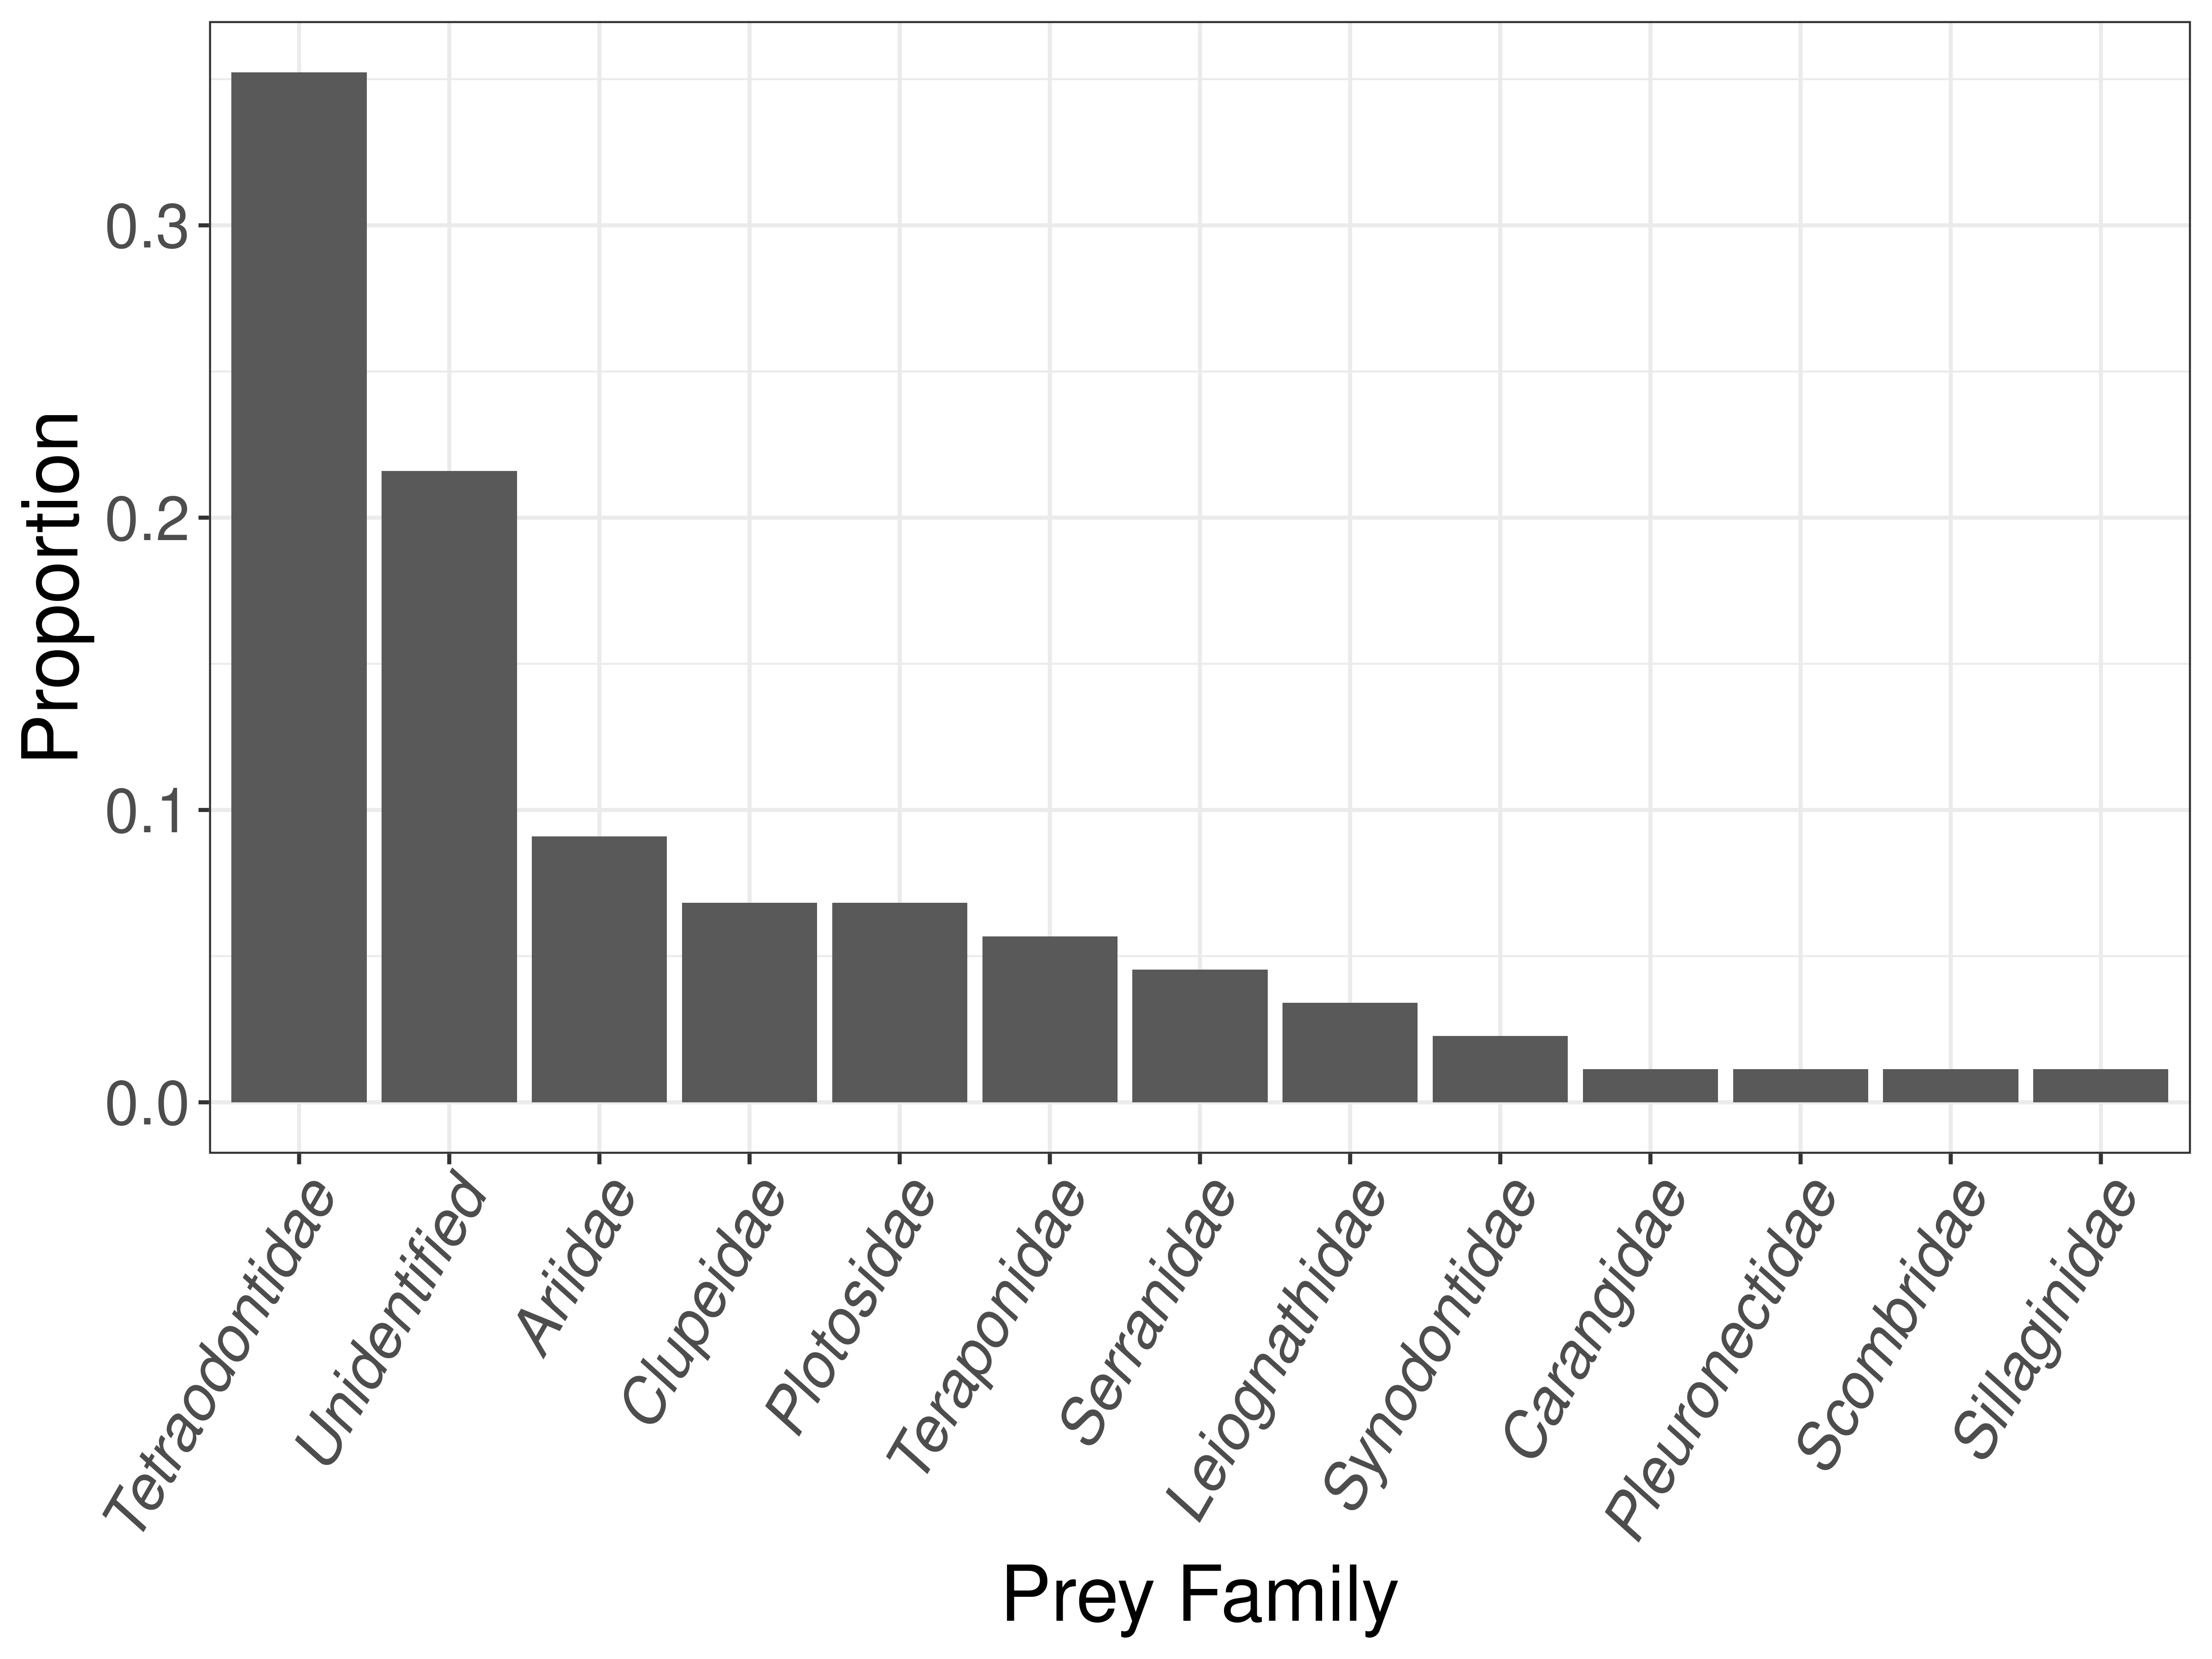 Proportion
0.3
0.2
0.1
0.0
Tetraodontidae
Unidentified
Ariidae
Clupeidae
Plotosidae
Teraponidae
Serranidae
Leiognathidae
Synodontidae
Carangidae
Pleuronectidae
Scombridae
Sillaginidae
Prey Family